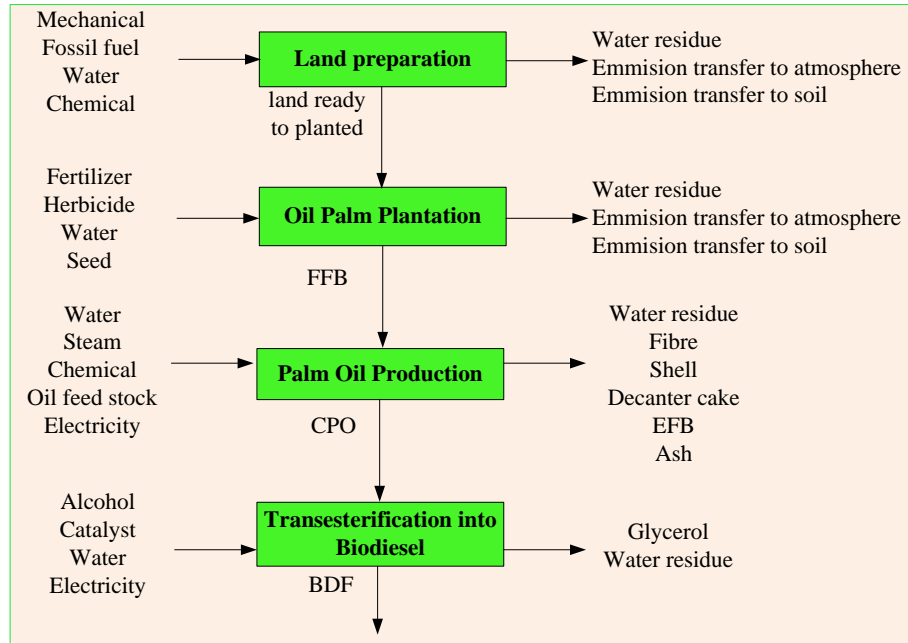 Mechanical
Fossil fuel
Water
Chemical
Land preparation
Water residue
Emmision transfer to atmosphere
Emmision transfer to soil
land ready
to planted
Fertilizer
Herbicide
Water
Seed
Oil Palm Plantation
Water residue
Emmision transfer to atmosphere
Emmision transfer to soil
FFB
Water
Steam
Chemical
Oil feed stock
Electricity
Palm Oil Production
Water residue
Fibre
Shell
Decanter cake
EFB
Ash
CPO
Alcohol
Catalyst
Water
Electricity
Transesterification into
Biodiesel
Glycerol
Water residue
BDF